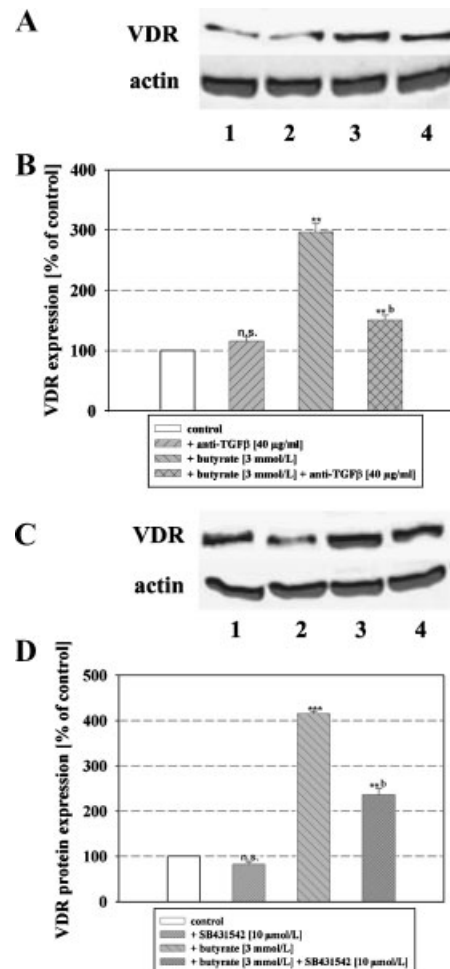 A
VDR
actin
1 2 3 4
B
VDR expression [% of control]
400
300
200
100
0
n.s.
**
** b
control
+ anti-TGFβ [40 µg/ml]
+ butyrate [3 mmol/L]
+ butyrate [3 mmol/L] + anti-TGFβ [40 µg/ml]
C
VDR
actin
1 2 3 4
D
VDR protein expression [% of control]
500
400
300
200
100
0
n.s.
***
** b
control
+ SB431542 [10 µmol/L]
+ butyrate [3 mmol/L]
+ butyrate [3 mmol/L] + SB431542 [10 µmol/L]